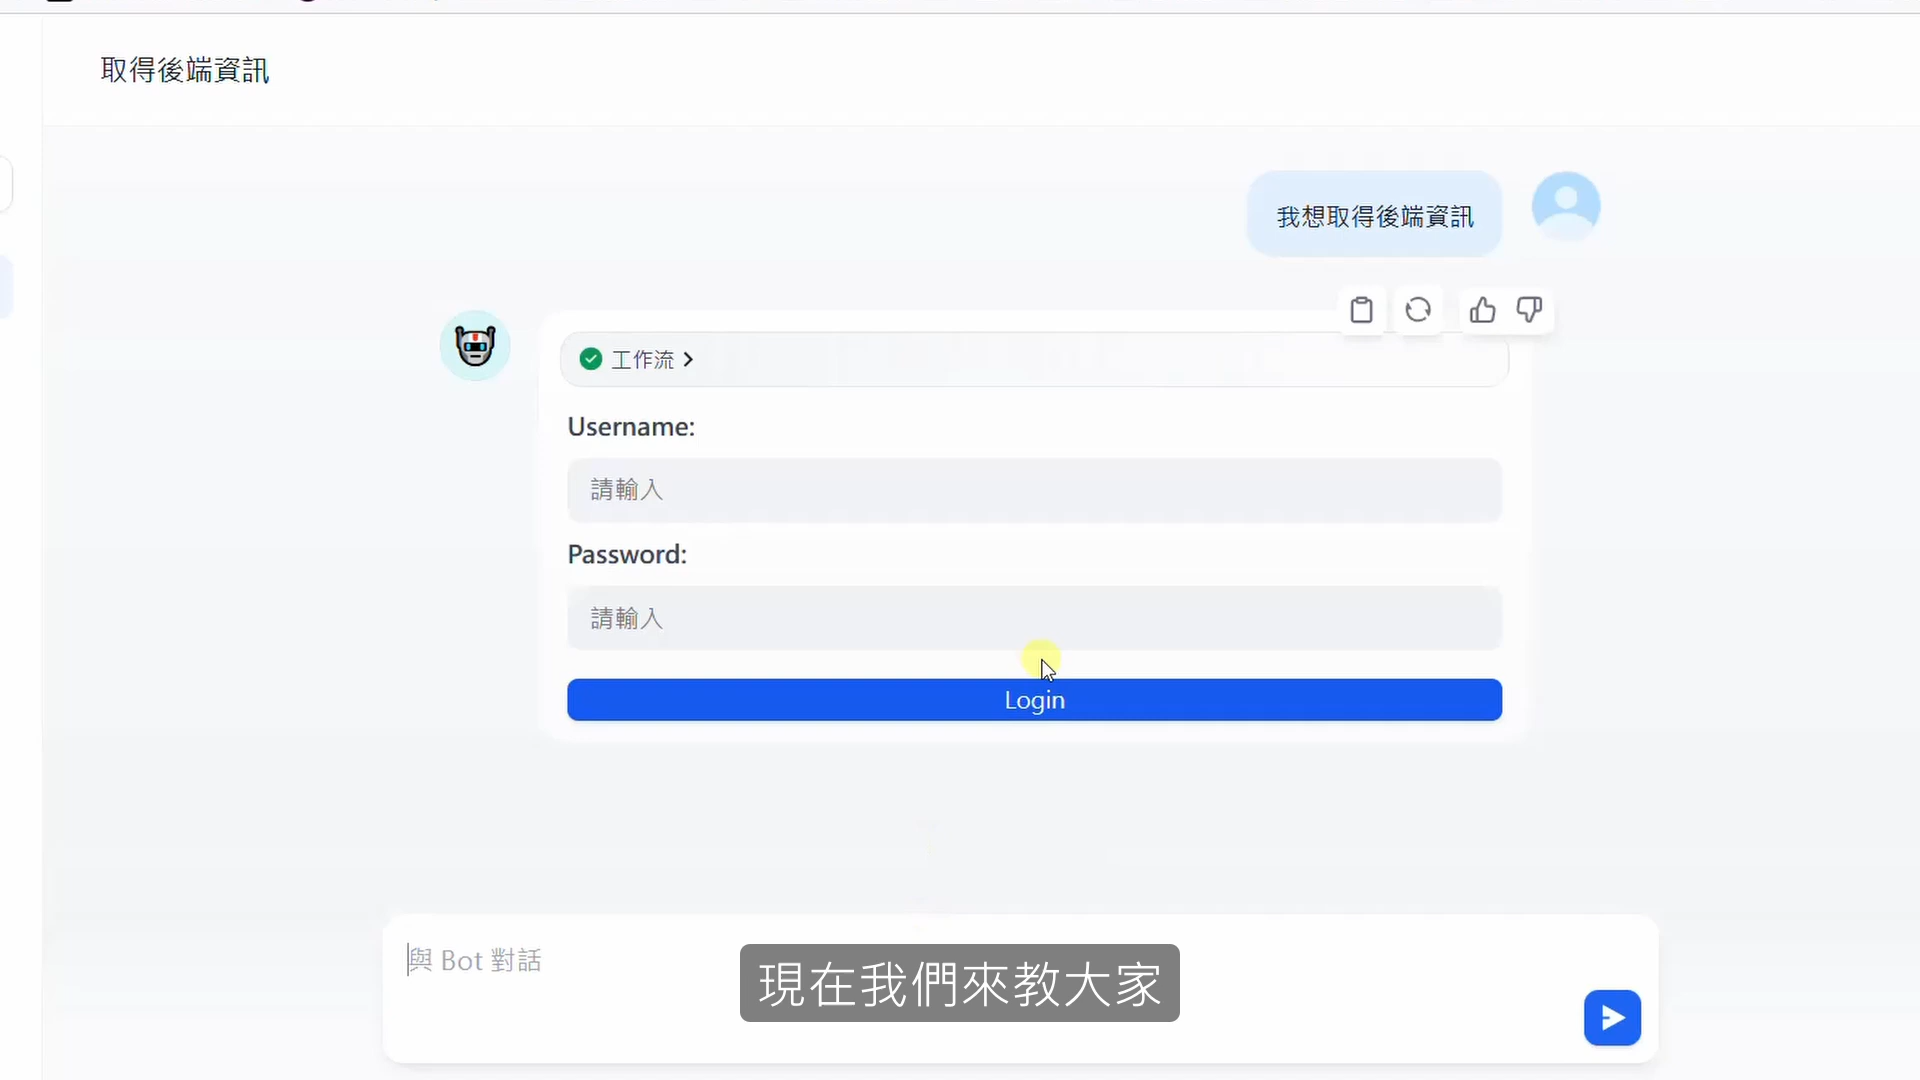 取得後端資訊
我想取得後端資訊
工作流
Username:
請輸入
Password:
請輸入
Login
與 Bot 對話
現在我們來教大家